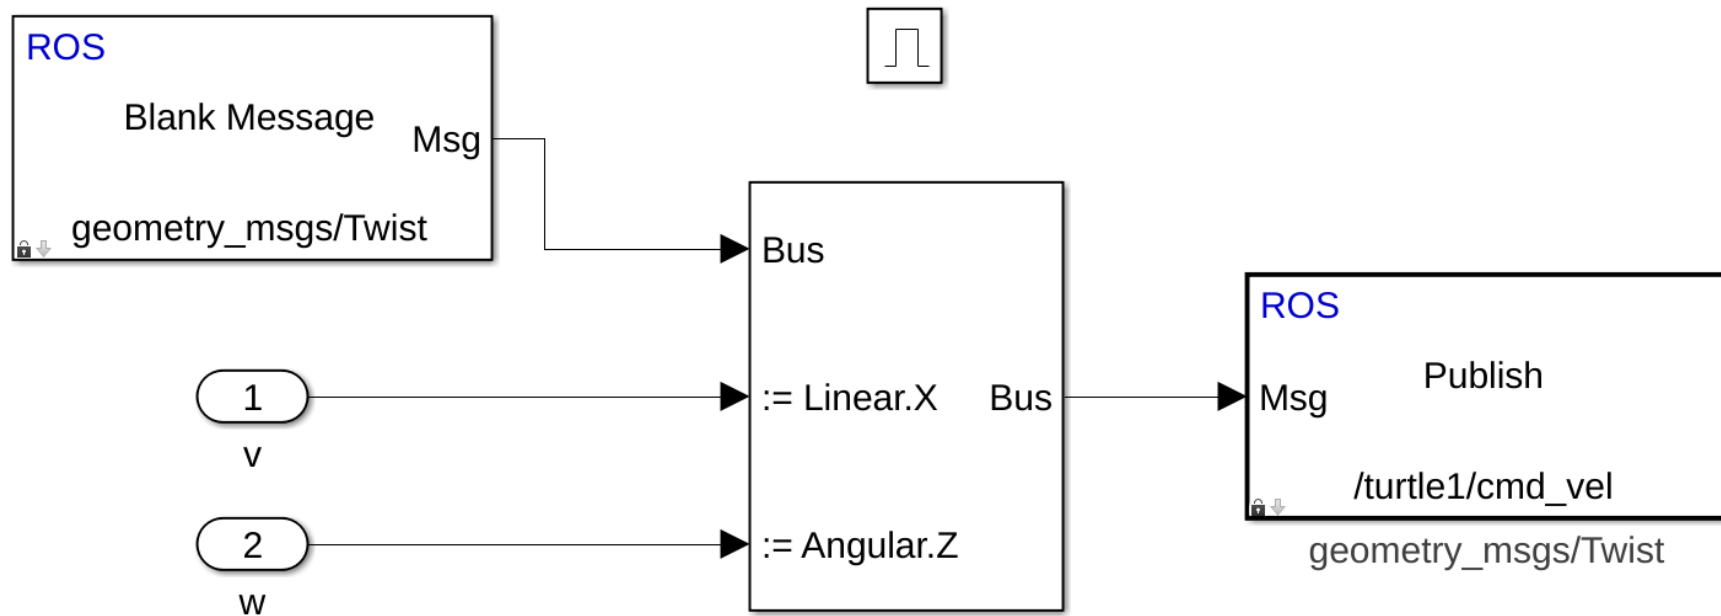 ROS
Blank Message
Msg
geometry_msgs/Twist
Bus
1
:= Linear.X
Bus
v
2
:= Angular.Z
w
ROS
Publish
Msg
/turtle1/cmd_vel
geometry_msgs/Twist